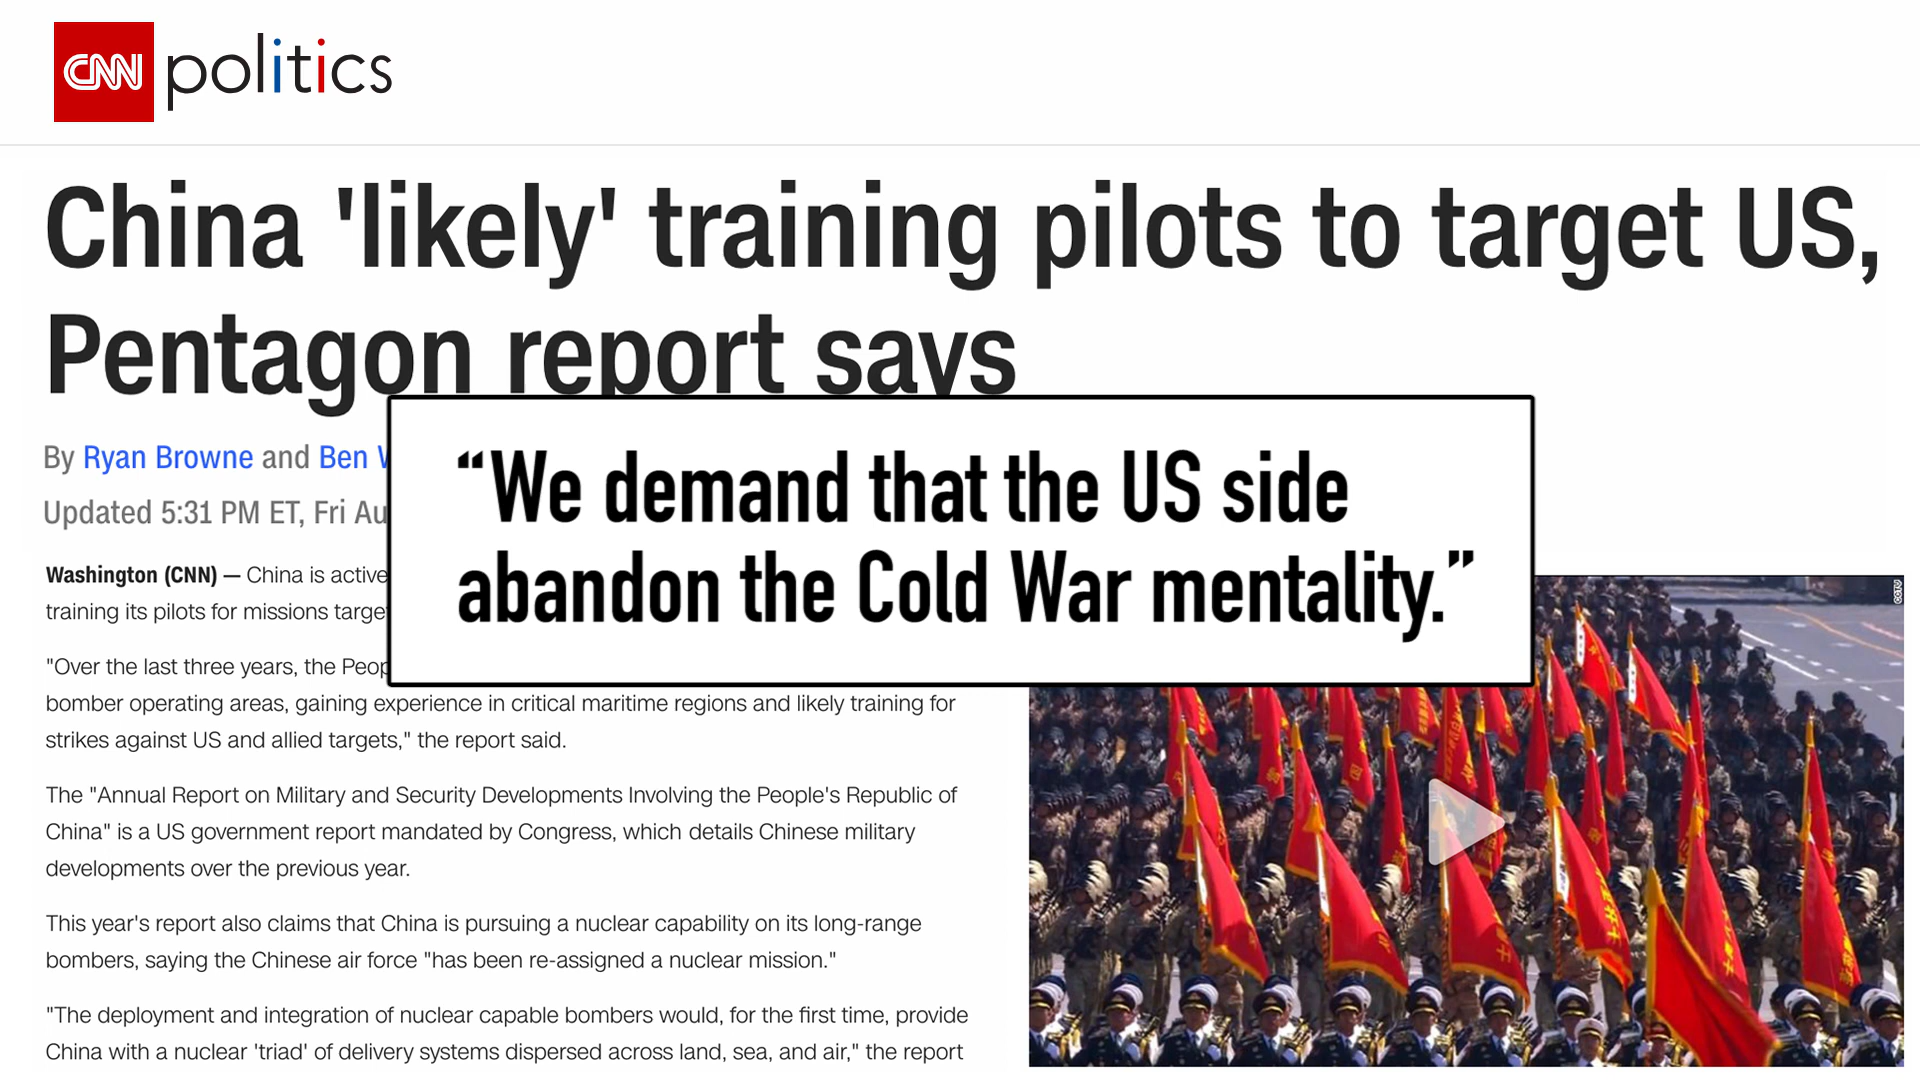 CNN politics
China 'likely' training pilots to target US,
Pentagon report says
By Ryan Browne and Ben
Updated 5:31 PM ET, Fri Au
“We demand that the US side
abandon the Cold War mentality.”
Washington (CNN) — China is active
training its pilots for missions targe
"Over the last three years, the Peop
bomber operating areas, gaining experience in critical maritime regions and likely training for
strikes against US and allied targets," the report said.
The "Annual Report on Military and Security Developments Involving the People's Republic of
China" is a US government report mandated by Congress, which details Chinese military
developments over the previous year.
This year's report also claims that China is pursuing a nuclear capability on its long-range
bombers, saying the Chinese air force "has been re-assigned a nuclear mission."
"The deployment and integration of nuclear capable bombers would, for the first time, provide
China with a nuclear 'triad' of delivery systems dispersed across land, sea, and air," the report
CCTV